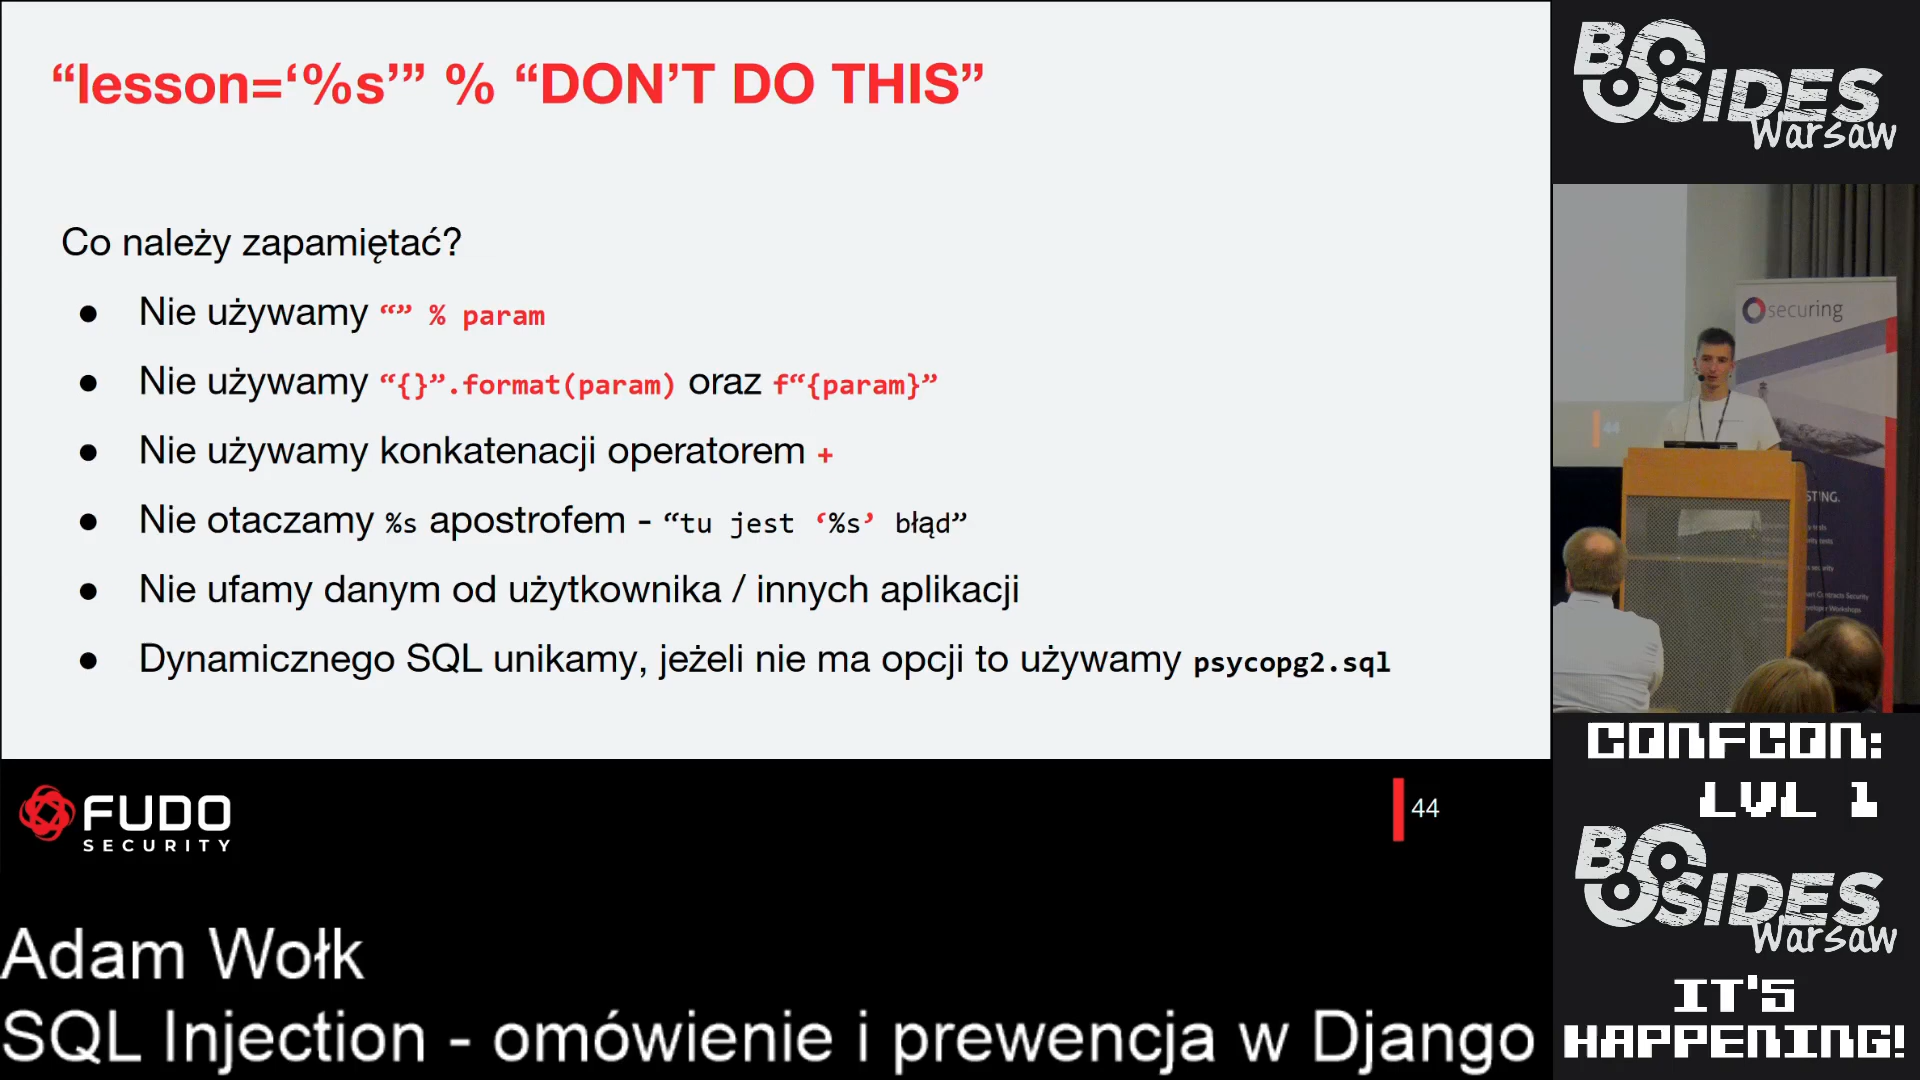 “lesson=‘%s’” % “DON’T DO THIS”
Co należy zapamiętać?
● Nie używamy “” % param
● Nie używamy “{}”.format(param) oraz f“{param}”
● Nie używamy konkatenacji operatorem +
● Nie otaczamy %s apostrofem - “tu jest ‘%s’ błąd”
● Nie ufamy danym od użytkownika / innych aplikacji
● Dynamicznego SQL unikamy, jeżeli nie ma opcji to używamy psycopg2.sql
FUDO
SECURITY
44
Adam Wołk
SQL Injection - omówienie i prewencja w Django
BSIDES
Warsaw
securing
44
CONFCON:
LVL 1
BSIDES
Warsaw
IT'S
HAPPENING!